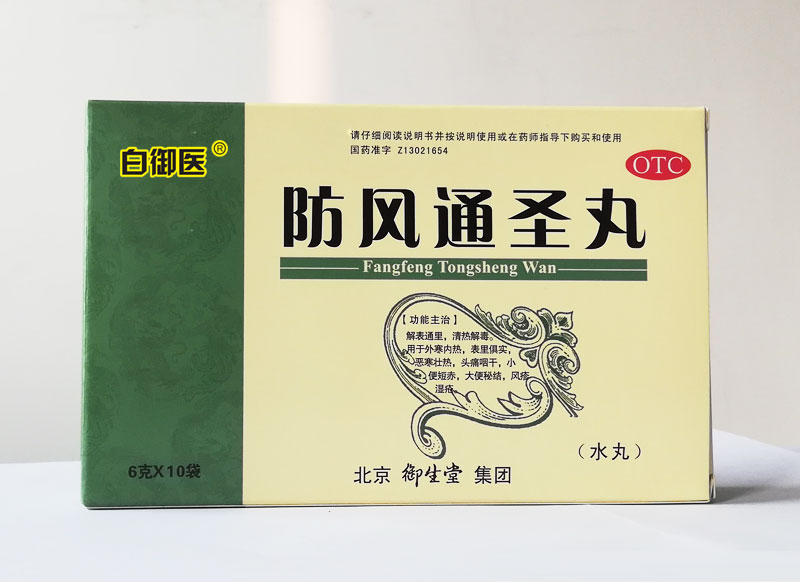 白御医®
请仔细阅读说明书并按说明使用或在药师指导下购买和使用
国药准字 Z13021654
OTC
防风通圣丸
Fangfeng Tongsheng Wan
【功能主治】
解表通里，清热解毒。
用于外寒内热，表里俱实，
恶寒壮热，头痛咽干，小
便短赤，大便秘结，风疹
湿疮。
（水丸）
6克X10袋
北京 御生堂 集团